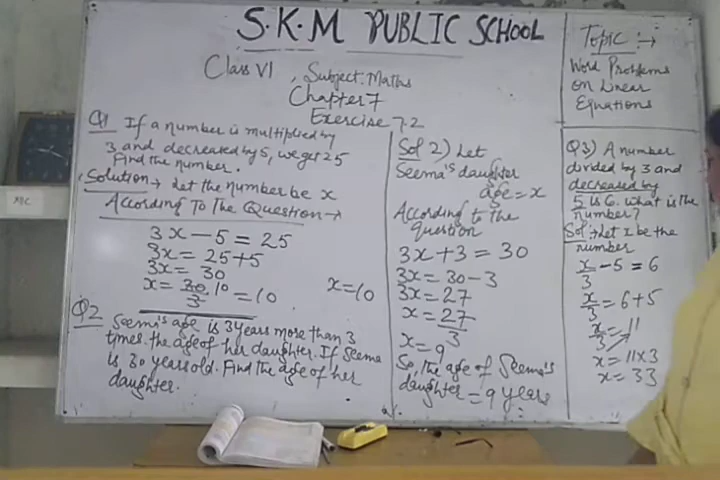 S.K.M PUBLIC SCHOOL
Class VI , Subject: Maths
Chapter 7
Exercise 7.2
Q1 If a number is multiplied by
3, and decreased by 5, we get 25
Find the number.
Solution → Let the number be x
According To The Question →
3x - 5 = 25
3x = 25+5
3x = 30
x = 30 10 / 3 = 10
x = 10
Q2 Seema's age is 3 years more than 3
times. the age of her daughter. If Seema
is 30 years old. Find the age of her
daughter.
Sol 2) Let
Seema's daughter
age = x
According to the
question
3x + 3 = 30
3x = 30 - 3
3x = 27
x = 27/3
x = 9
So, the age of Seema's
daughter = 9 years
Topic :→
Word Problems
on Linear
Equations
Q3) A number
divided by 3 and
decreased by
5 is 6. What is the
number?
Sol :→ Let x be the
number
x/3 - 5 = 6
x/3 = 6+5
x/3 = 11
x = 11×3
x = 33